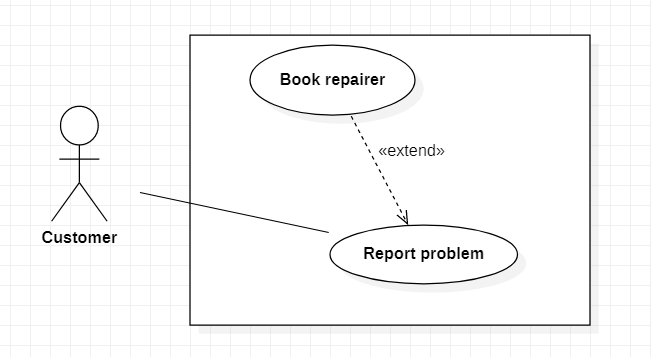 Book repairer
«extend»
Customer
Report problem